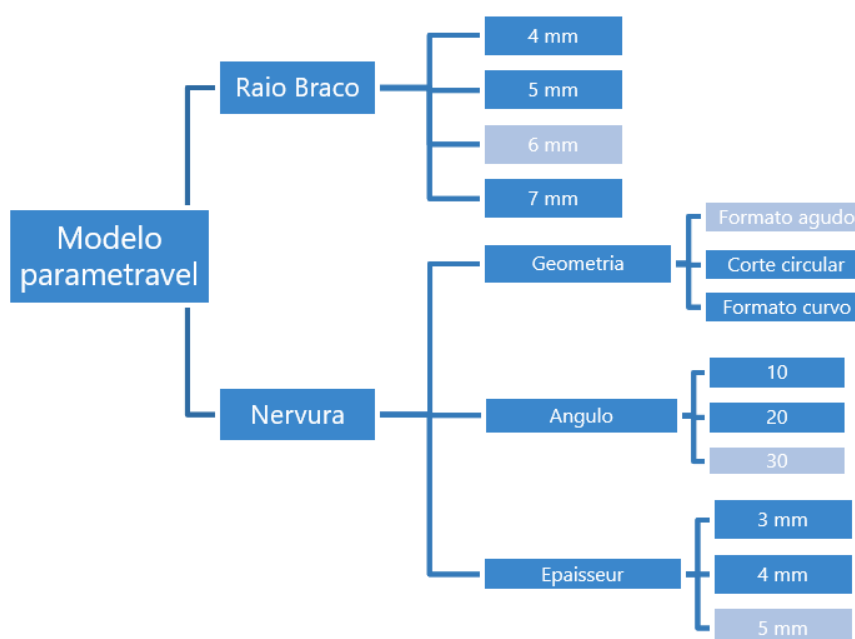 Modelo
parametravel
Raio Braco
4 mm
5 mm
6 mm
7 mm
Nervura
Geometria
Formato agudo
Corte circular
Formato curvo
Angulo
10
20
30
Epaisseur
3 mm
4 mm
5 mm